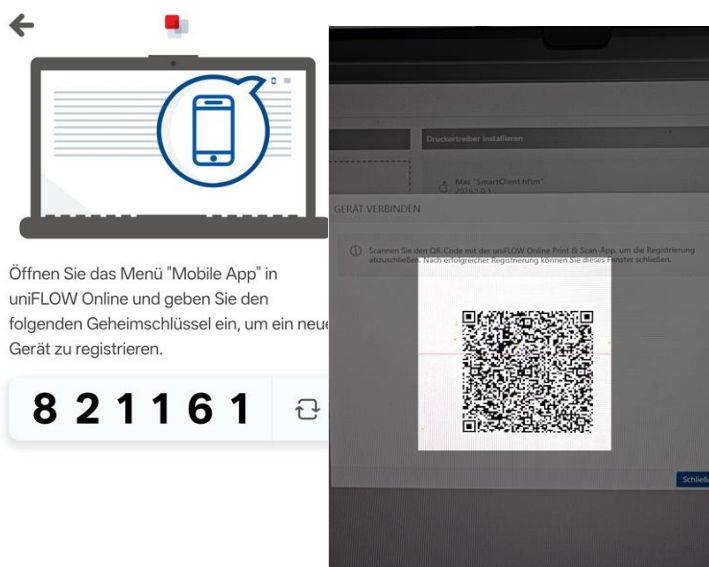 Öffnen Sie das Menü "Mobile App" in
uniFLOW Online und geben Sie den
folgenden Geheimschlüssel ein, um ein neue
Gerät zu registrieren.
821161
Druckertreiber installieren
Mac "SmartClient hftm"
GERÄT VERBINDEN
Scannen Sie den QR-Code mit der uniFLOW Online Print & Scan-App, um die Registrierung
abzuschließen. Nach erfolgreicher Registrierung können Sie dieses Fenster schließen.
Schließe